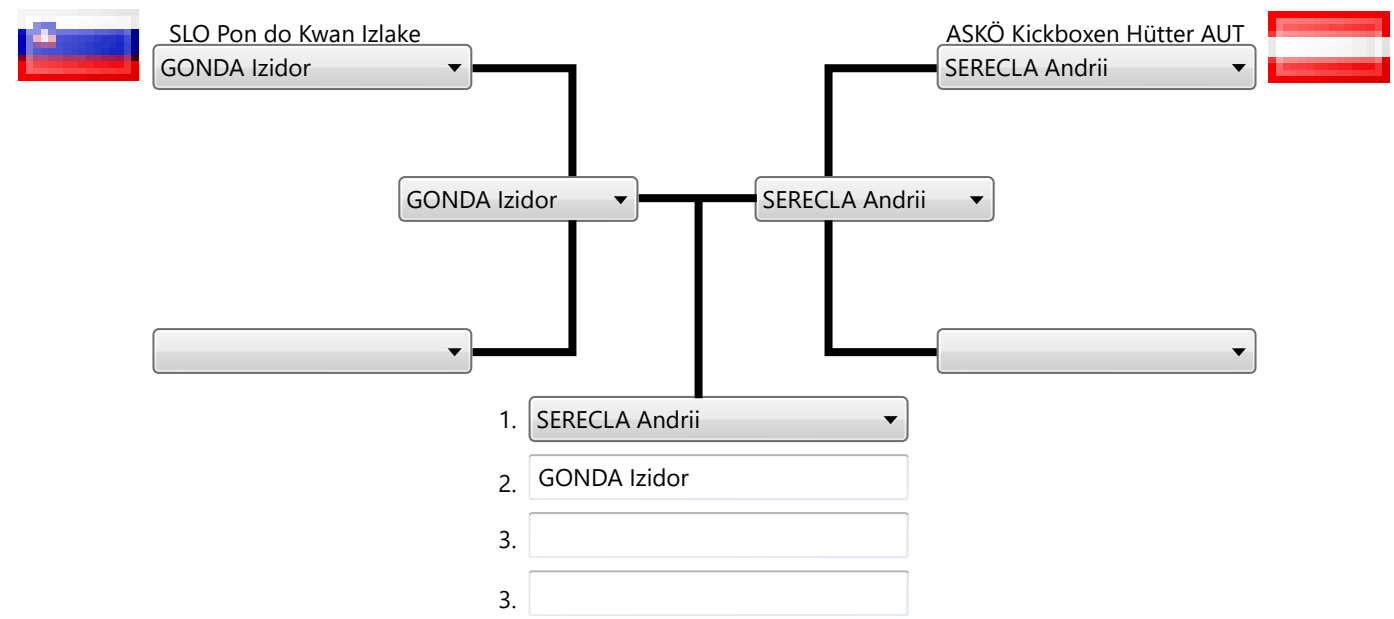 SLO Pon do Kwan Izlake
ASKÖ Kickboxen Hütter AUT
GONDA Izidor
SERECLA Andrii
GONDA Izidor
SERECLA Andrii
1. SERECLA Andrii
2. GONDA Izidor
3.
3.